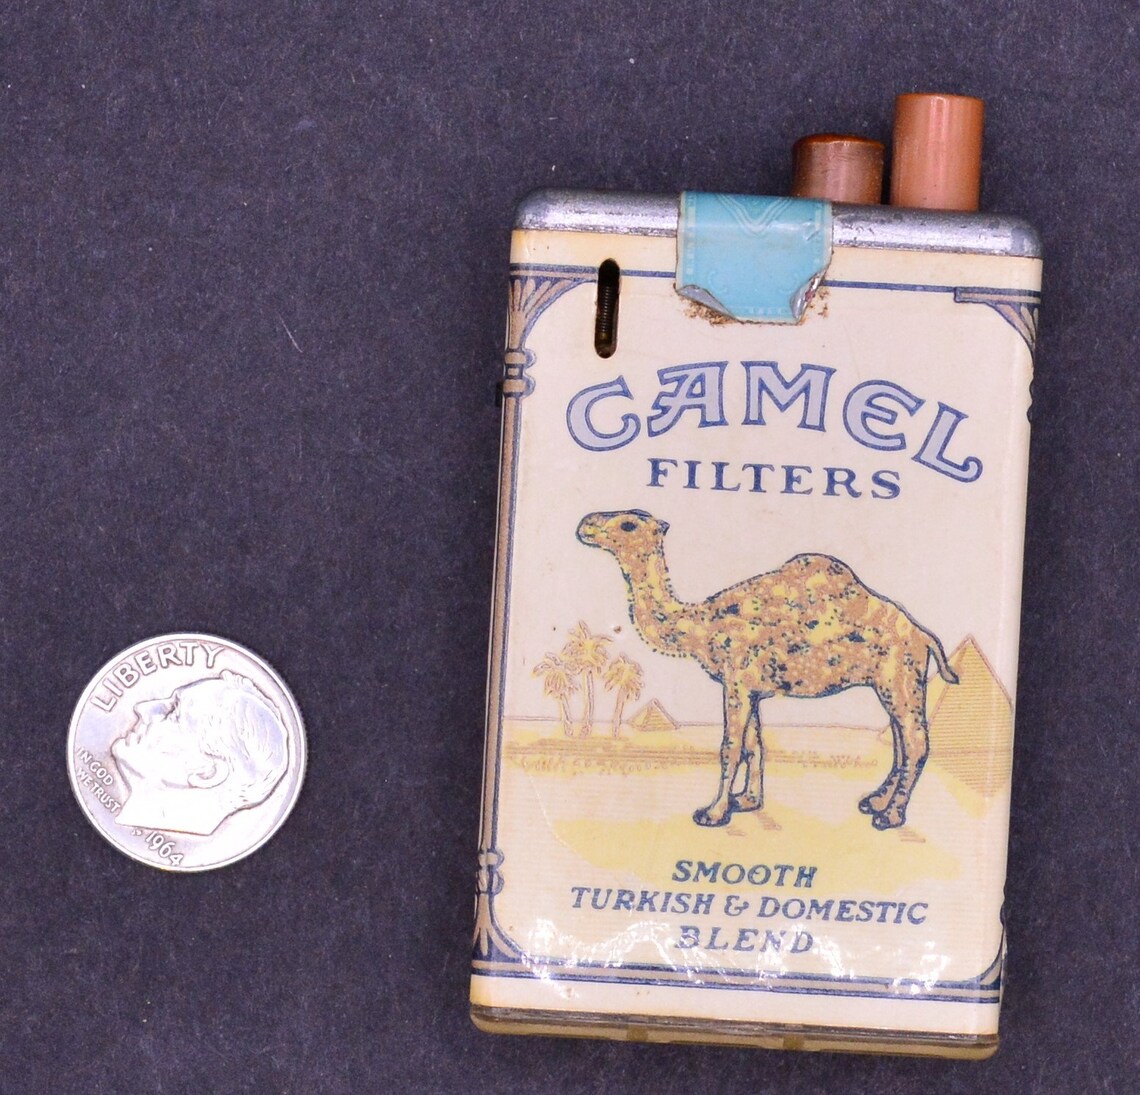 CAMEL
FILTERS
SMOOTH
TURKISH & DOMESTIC
BLEND
LIBERTY
IN GOD
WE TRUST
1964